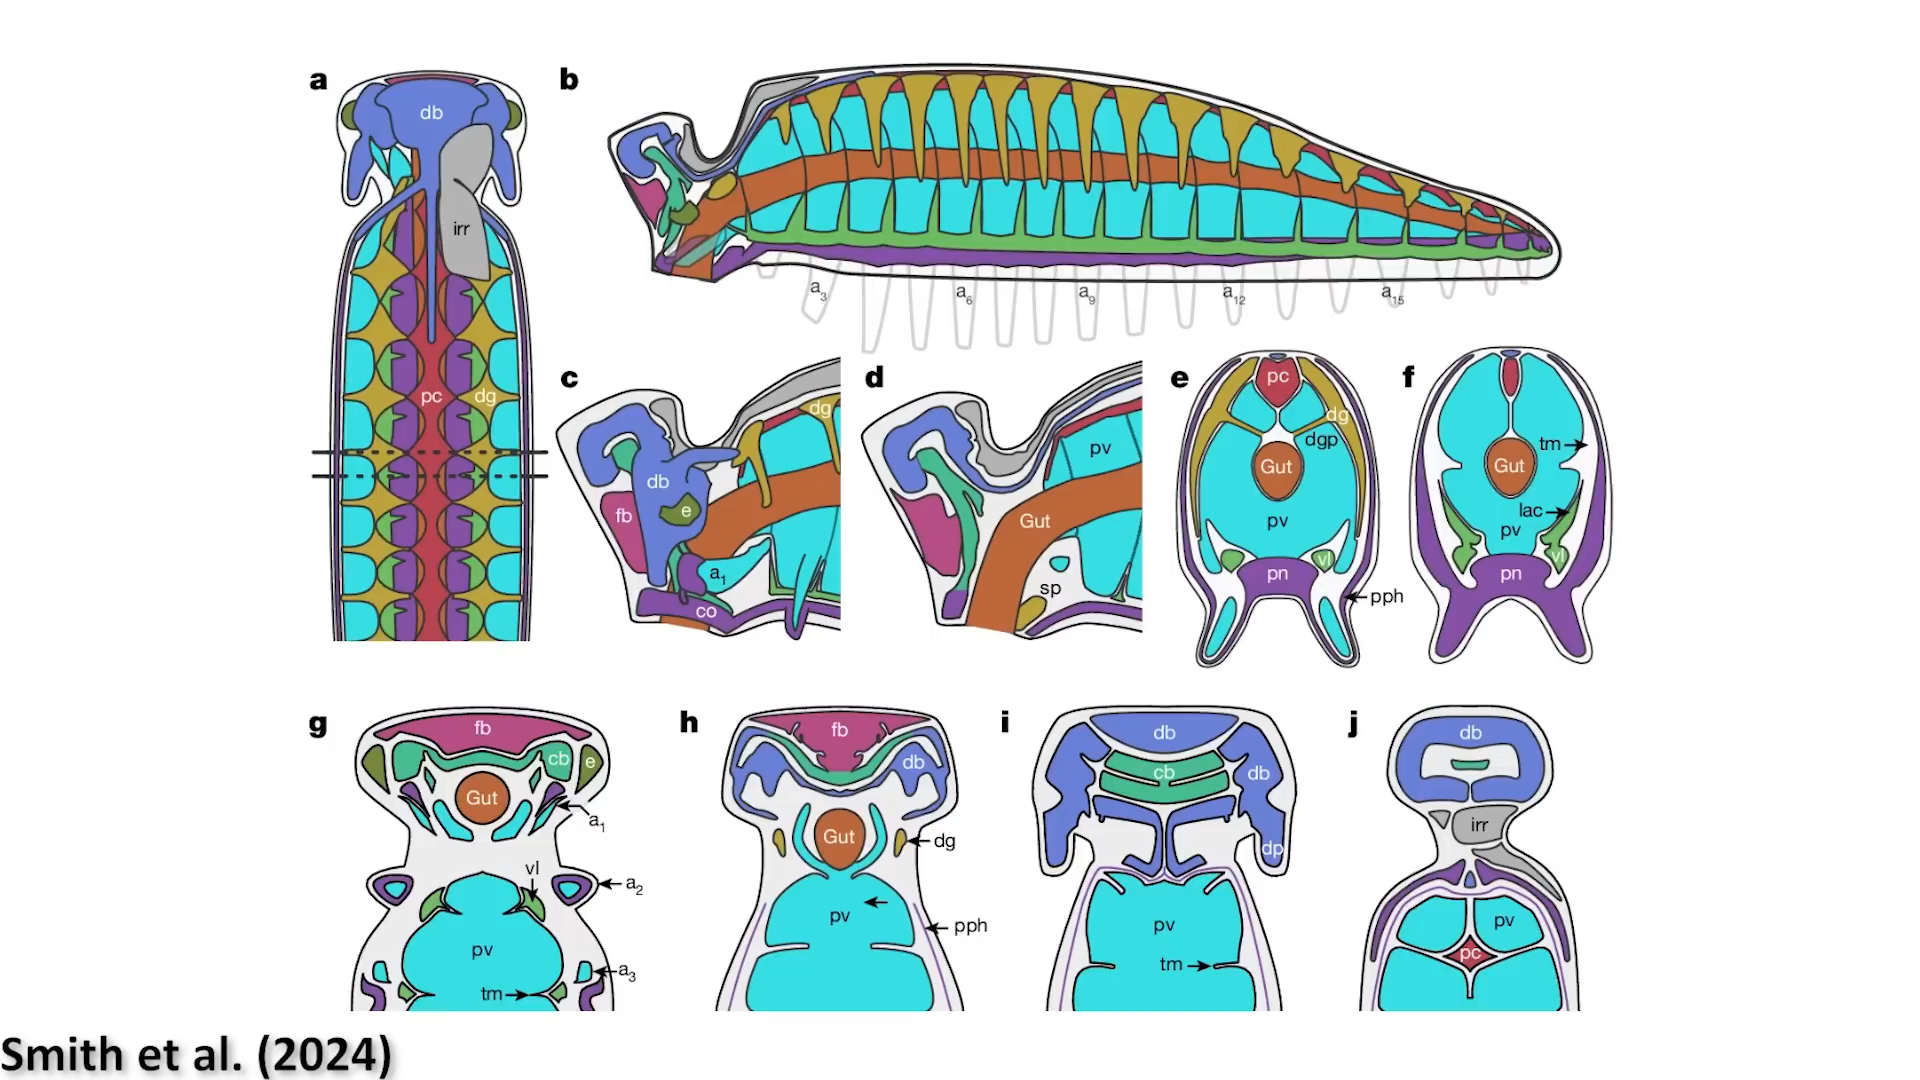 a
db
irr
pc
dg
b
a3
a6
a9
a12
a15
c
dg
db
fb
e
a1
co
d
pv
Gut
sp
e
pc
dg
dgp
Gut
pv
vl
pn
pph
f
tm
Gut
lac
pv
vl
pn
g
fb
cb
e
Gut
a1
vl
a2
pv
a3
tm
h
fb
db
Gut
dg
pv
pph
i
db
cb
db
dp
pv
tm
j
db
irr
pv
pc
Smith et al. (2024)